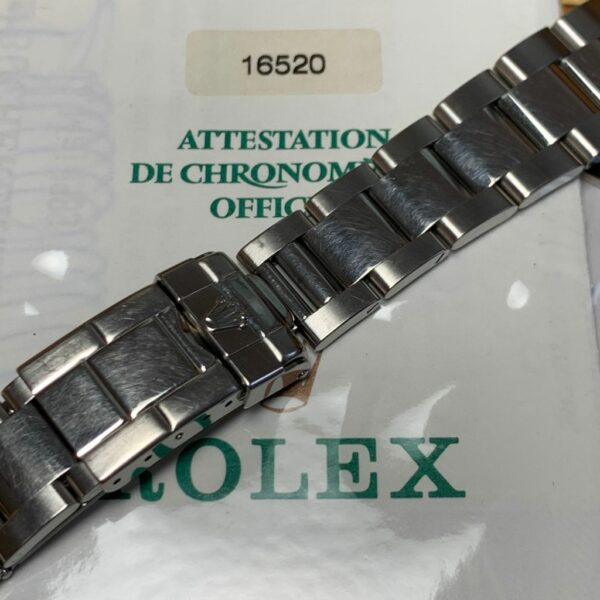 16520
ATTESTATION
DE CHRONOM
OFFIC
ROLEX